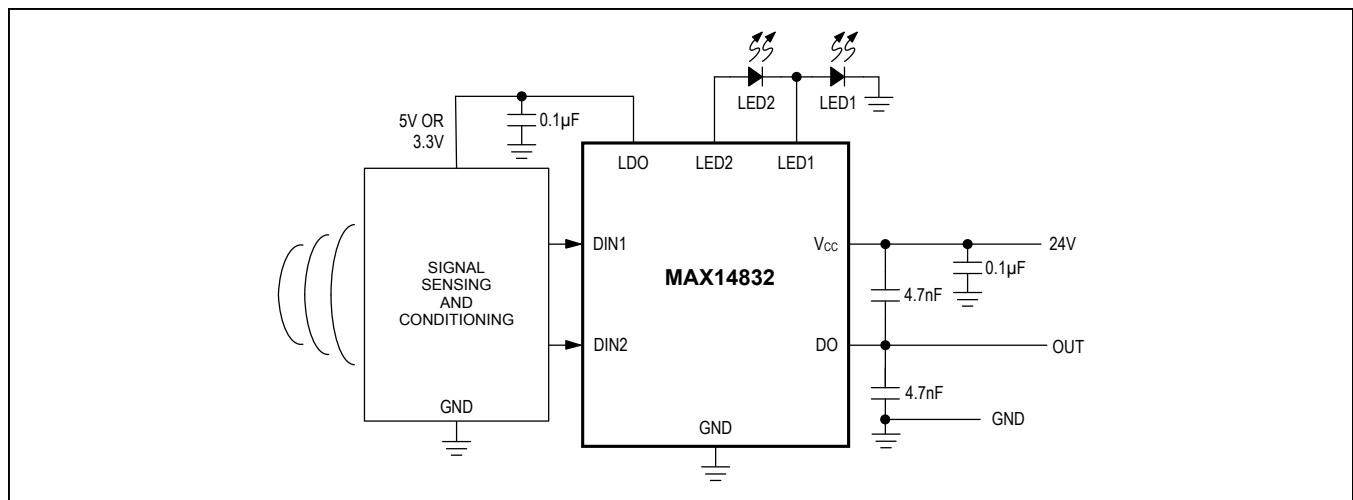 LED2
LED1
5V OR
3.3V
0.1µF
LDO
LED2
LED1
DIN1
VCC
24V
SIGNAL
SENSING
AND
CONDITIONING
MAX14832
4.7nF
0.1µF
DIN2
DO
OUT
4.7nF
GND
GND
GND